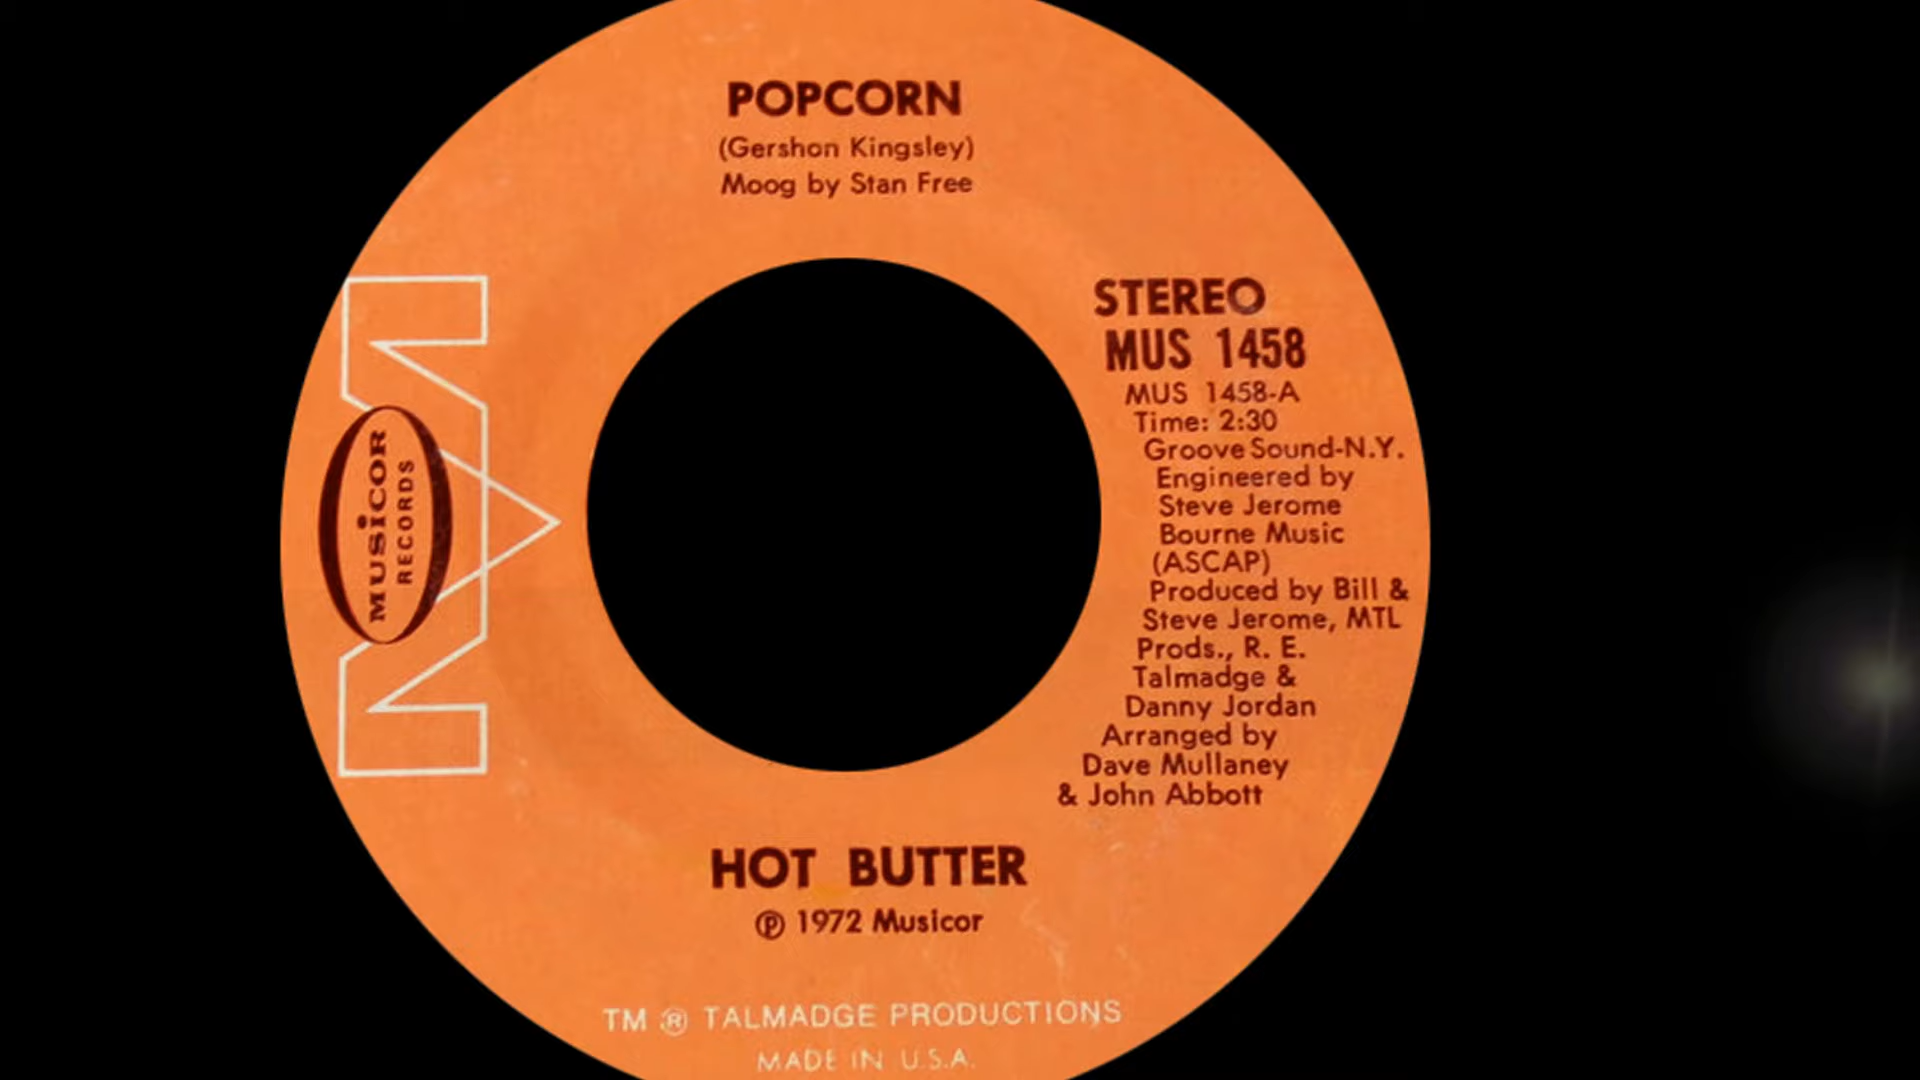 POPCORN
(Gershon Kingsley)
Moog by Stan Free
STEREO
MUS 1458
MUS 1458-A
Time: 2:30
Groove Sound-N.Y.
Engineered by
Steve Jerome
Bourne Music
(ASCAP)
Produced by Bill &
Steve Jerome, MTL
Prods., R. E.
Talmadge &
Danny Jordan
Arranged by
Dave Mullaney
& John Abbott
MUSICOR
RECORDS
HOT BUTTER
℗ 1972 Musicor
TM ® TALMADGE PRODUCTIONS
MADE IN U.S.A.